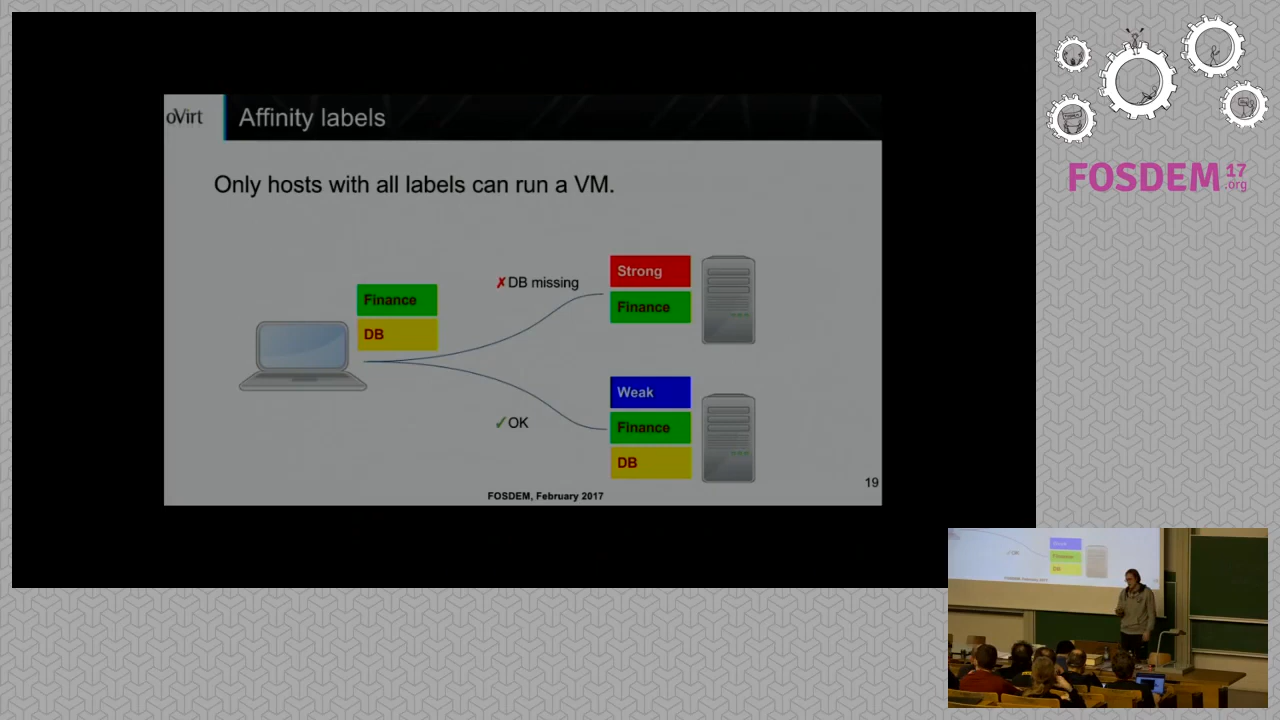 oVirt
Affinity labels
Only hosts with all labels can run a VM.
✗DB missing
Strong
Finance
Finance
DB
Weak
✓OK
Finance
DB
19
FOSDEM, February 2017
FOSDEM 17
.org